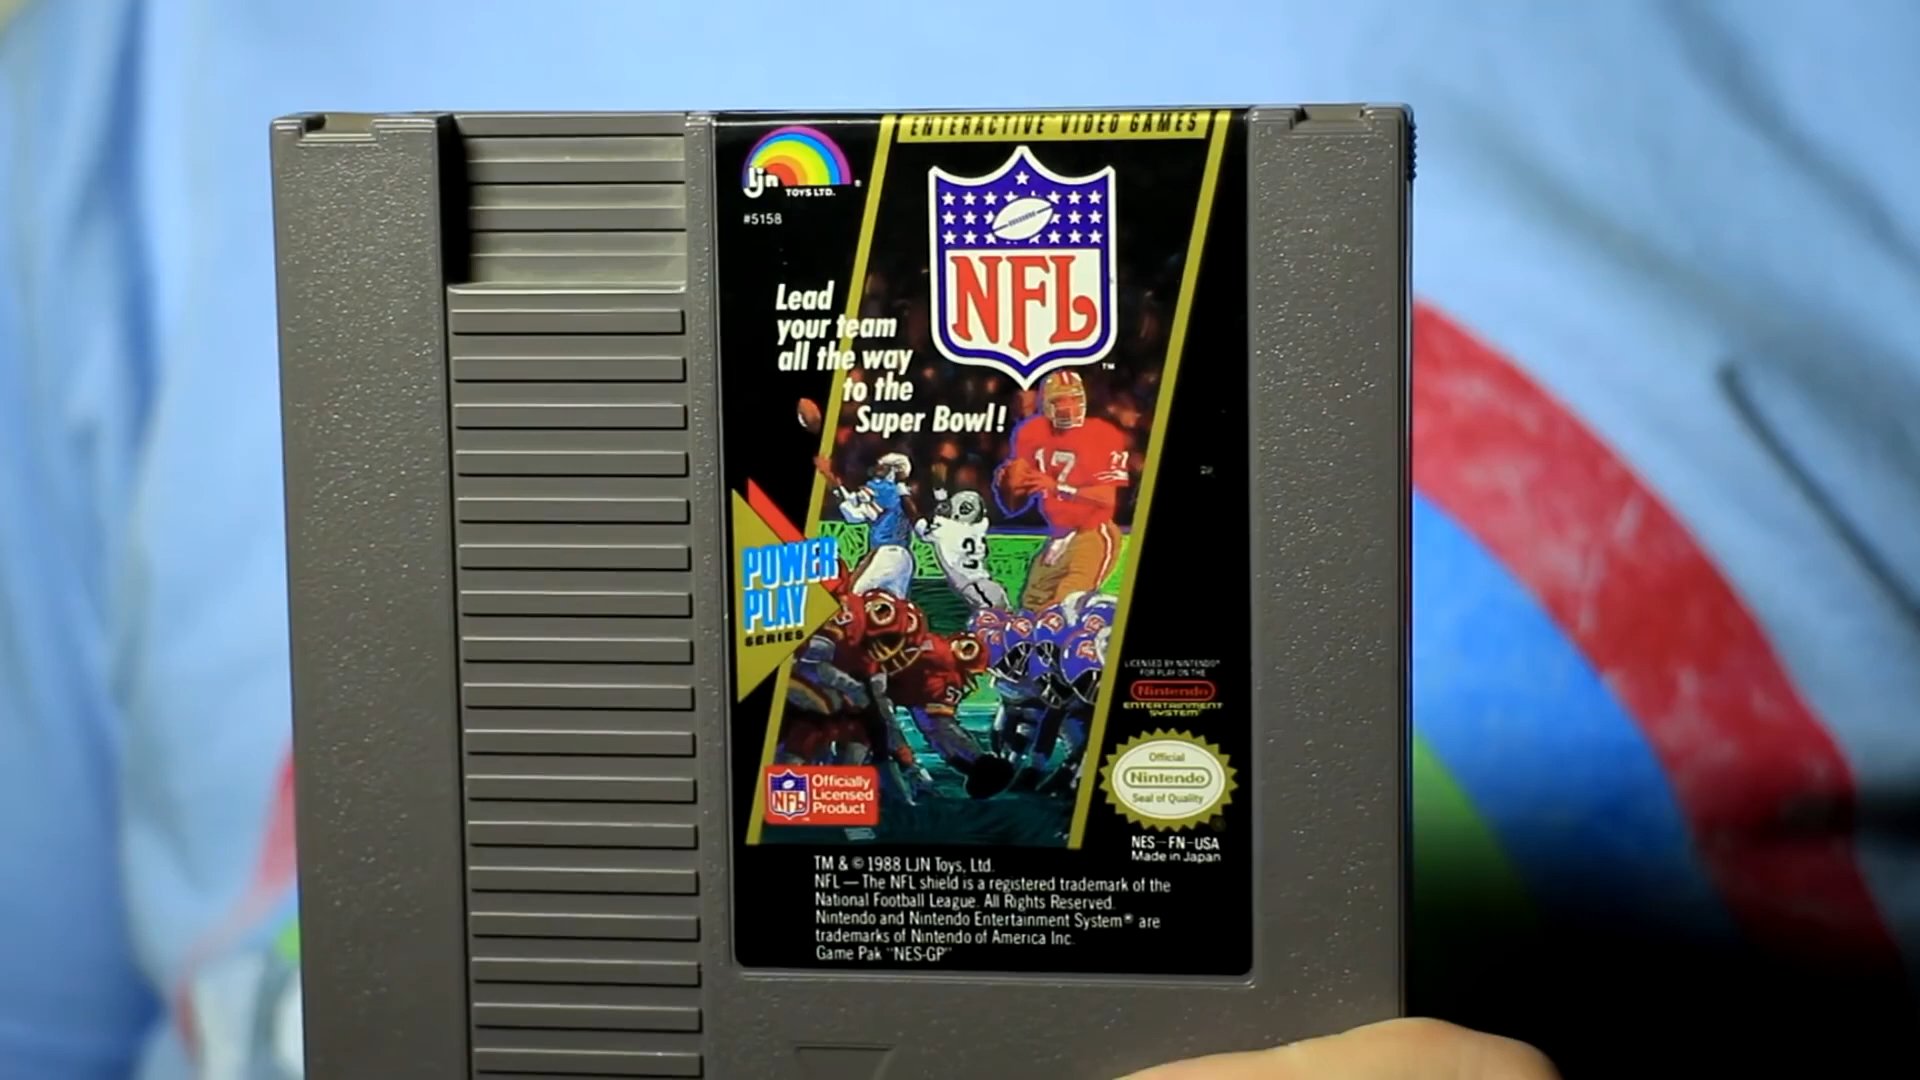 ENTERACTIVE VIDEO GAMES
Ljn
TOYS LTD.®
#5158
NFL
™
Lead
your team
all the way
to the
Super Bowl!
17
POWER
PLAY
SERIES
LICENSED BY NINTENDO®
FOR PLAY ON THE
Nintendo
ENTERTAINMENT
SYSTEM
NFL
Officially
Licensed
Product
Official
Nintendo
Seal of Quality
NES-FN-USA
Made in Japan
TM & © 1988 LJN Toys, Ltd.
NFL — The NFL shield is a registered trademark of the
National Football League. All Rights Reserved.
Nintendo and Nintendo Entertainment System® are
trademarks of Nintendo of America Inc.
Game Pak "NES-GP"